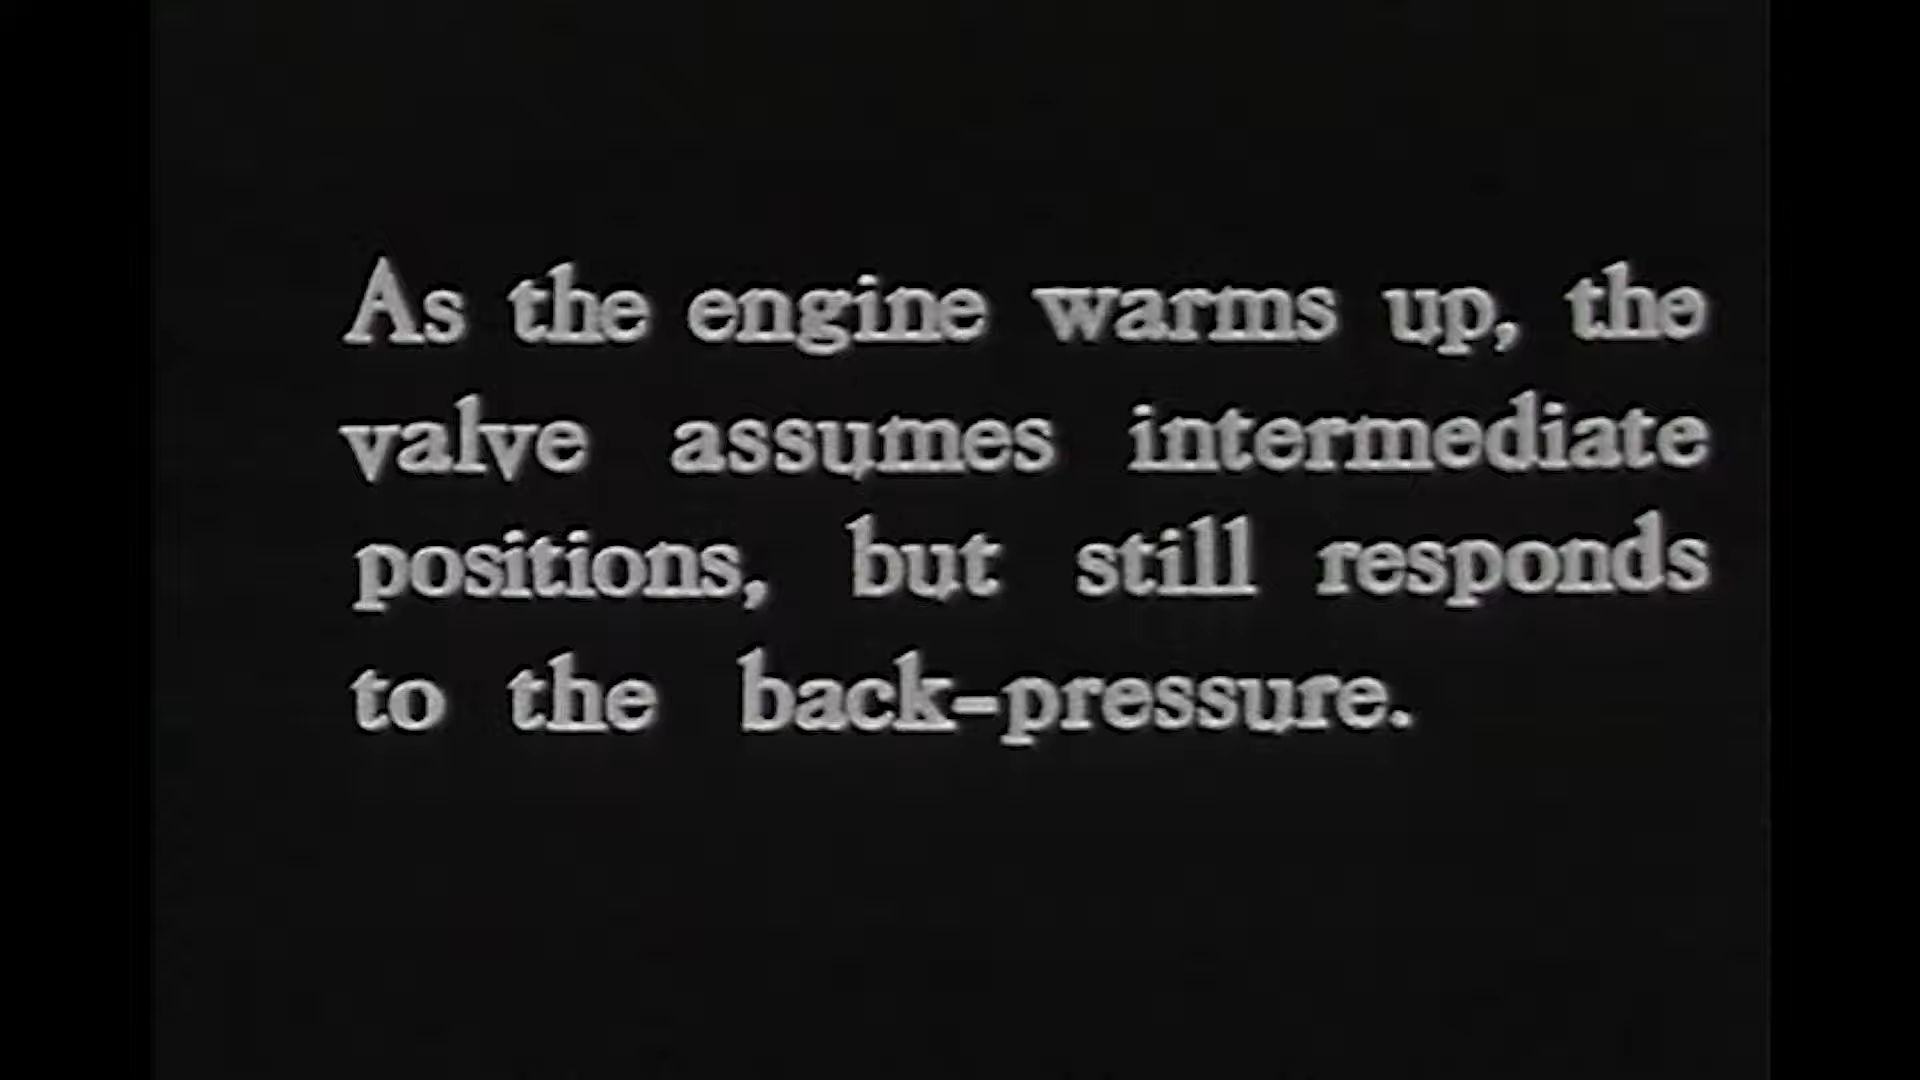 As the engine warms up, the
valve assumes intermediate
positions, but still responds
to the back-pressure.